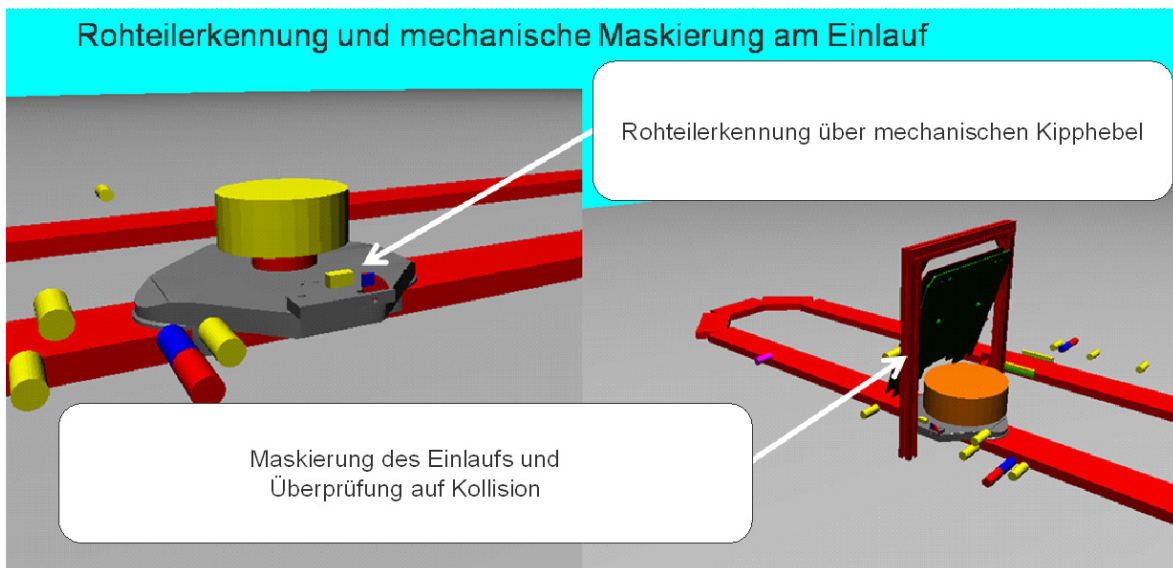 Rohteilerkennung und mechanische Maskierung am Einlauf
Rohteilerkennung über mechanischen Kipphebel
Maskierung des Einlaufs und
Überprüfung auf Kollision